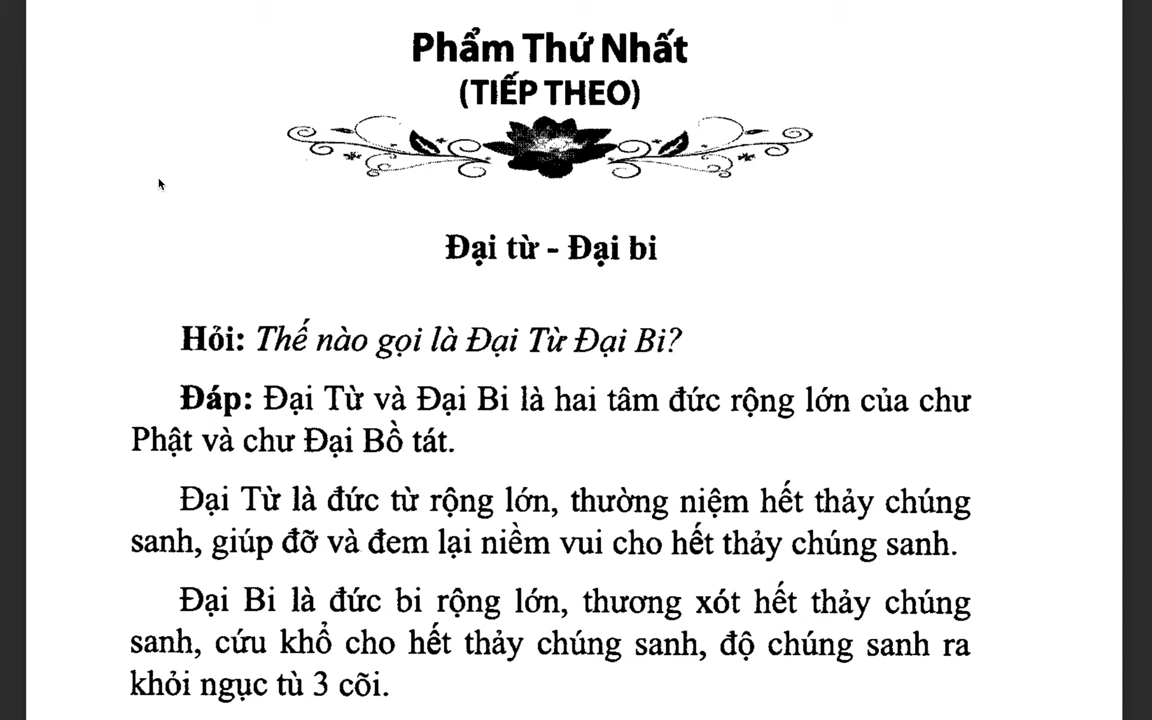 Phẩm Thứ Nhất
(TIẾP THEO)
Đại từ - Đại bi
Hỏi: Thế nào gọi là Đại Từ Đại Bi?
Đáp: Đại Từ và Đại Bi là hai tâm đức rộng lớn của chư
Phật và chư Đại Bồ tát.
Đại Từ là đức từ rộng lớn, thường niệm hết thảy chúng
sanh, giúp đỡ và đem lại niềm vui cho hết thảy chúng sanh.
Đại Bi là đức bi rộng lớn, thương xót hết thảy chúng
sanh, cứu khổ cho hết thảy chúng sanh, độ chúng sanh ra
khỏi ngục tù 3 cõi.